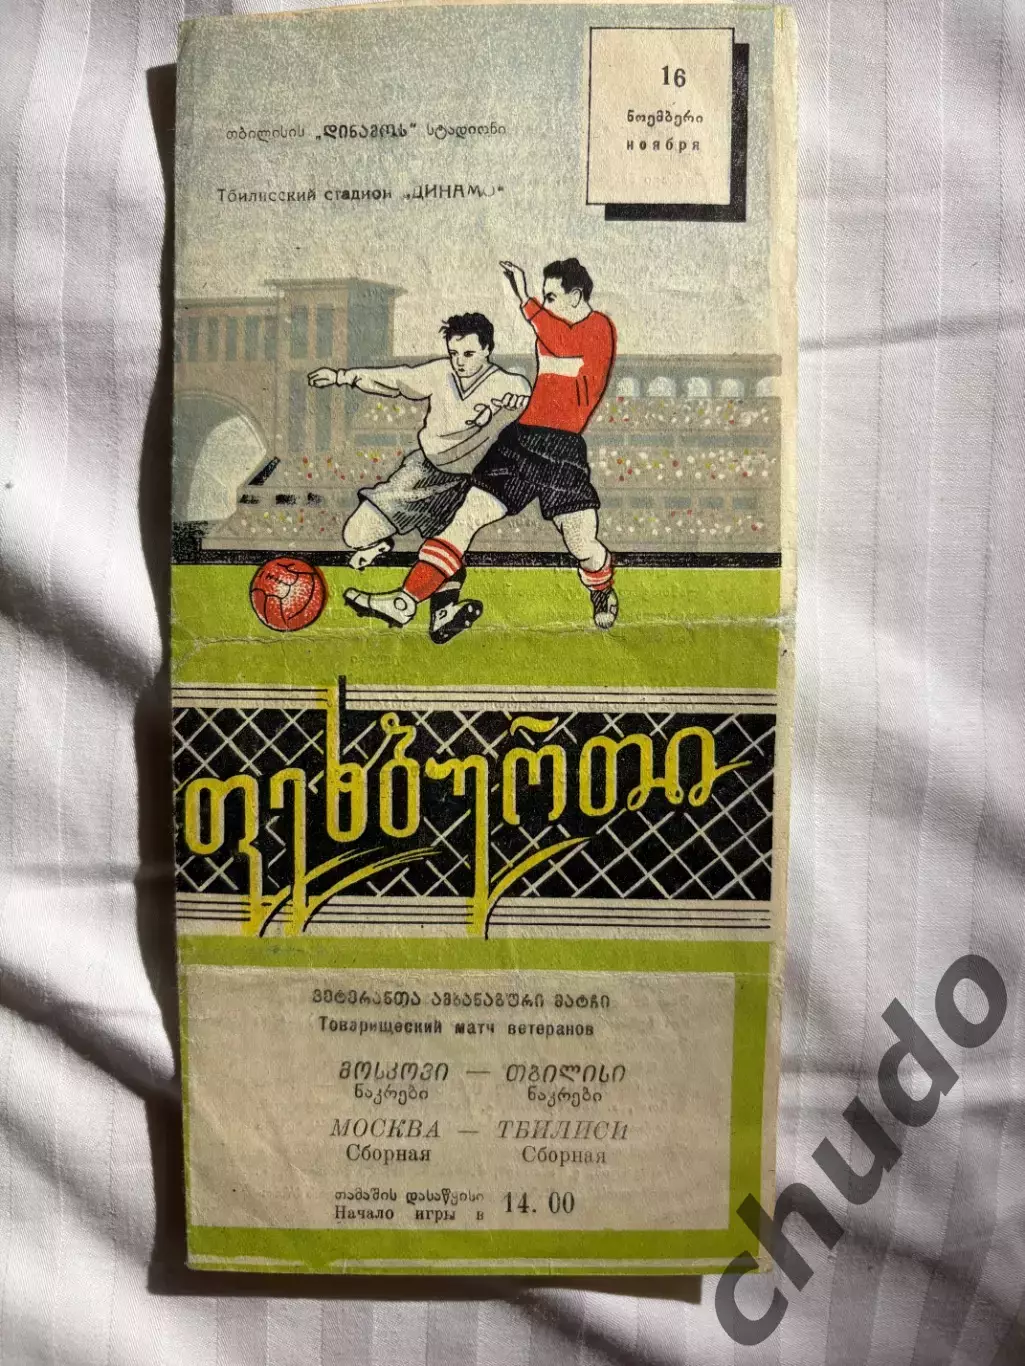 16
ნოემბერი
ноября
თბილისის „დინამოს“ სტადიონი
Тбилисский стадион „ДИНАМО“
Д
11
ფეხბურთი
ვეტერანთა ამხანაგური მატჩი
Товарищеский матч ветеранов
მოსკოვი — თბილისი
ნაკრები ნაკრები
МОСКВА — ТБИЛИСИ
Сборная Сборная
თამაშის დასაწყისი
Начало игры в 14. 00
chudo